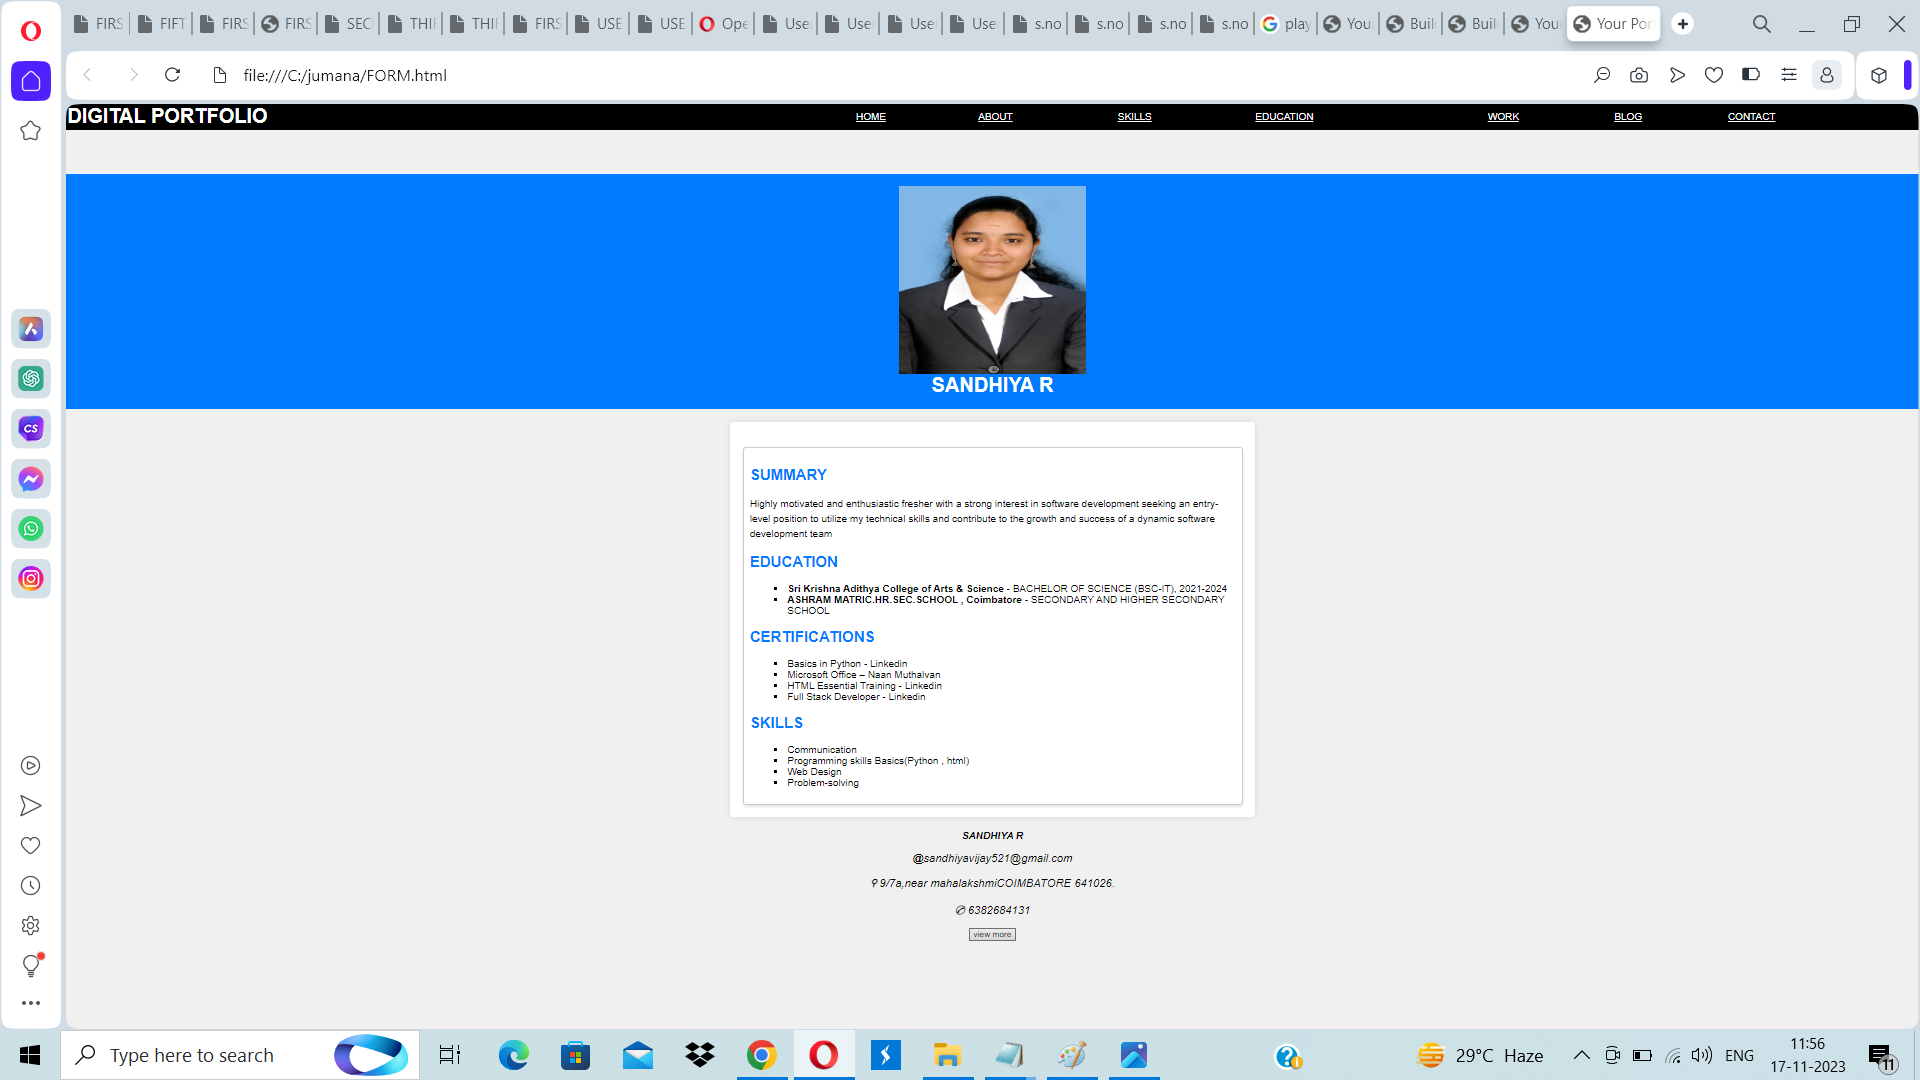 FIRS FIFT FIRS FIRS SEC THII THII FIRS USE USE Ope Use Use Use Use s.no s.no s.no s.no play You Buil Buil You Your Por
file:///C:/jumana/FORM.html
DIGITAL PORTFOLIO HOME ABOUT SKILLS EDUCATION WORK BLOG CONTACT
SANDHIYA R
SUMMARY
Highly motivated and enthusiastic fresher with a strong interest in software development seeking an entry-
level position to utilize my technical skills and contribute to the growth and success of a dynamic software
development team
EDUCATION
▪ Sri Krishna Adithya College of Arts & Science - BACHELOR OF SCIENCE (BSC-IT), 2021-2024
▪ ASHRAM MATRIC.HR.SEC.SCHOOL , Coimbatore - SECONDARY AND HIGHER SECONDARY
SCHOOL
CERTIFICATIONS
▪ Basics in Python - Linkedin
▪ Microsoft Office – Naan Muthalvan
▪ HTML Essential Training - Linkedin
▪ Full Stack Developer - Linkedin
SKILLS
▪ Communication
▪ Programming skills Basics(Python , html)
▪ Web Design
▪ Problem-solving
SANDHIYA R
@sandhiyavijay521@gmail.com
⚲ 9/7a,near mahalakshmiCOIMBATORE 641026.
✆ 6382684131
view more
CS
Type here to search
29°C Haze
ENG
11:56
17-11-2023
11